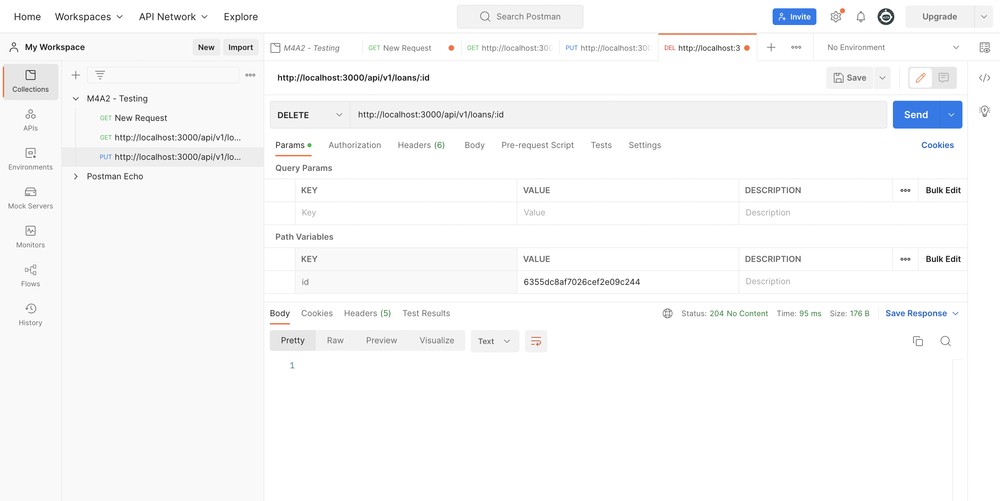 Home Workspaces API Network Explore Search Postman Invite Upgrade
My Workspace New Import
M4A2 - Testing GET New Request GET http://localhost:300 PUT http://localhost:300 DEL http://localhost:3 No Environment
Collections
APIs
Environments
Mock Servers
Monitors
Flows
History
M4A2 - Testing
GET New Request
GET http://localhost:3000/api/v1/lo...
PUT http://localhost:3000/api/v1/lo...
Postman Echo
http://localhost:3000/api/v1/loans/:id Save
DELETE http://localhost:3000/api/v1/loans/:id Send
Params Authorization Headers (6) Body Pre-request Script Tests Settings Cookies
Query Params
KEY VALUE DESCRIPTION Bulk Edit
Key Value Description
Path Variables
KEY VALUE DESCRIPTION Bulk Edit
id 6355dc8af7026cef2e09c244 Description
Body Cookies Headers (5) Test Results Status: 204 No Content Time: 95 ms Size: 176 B Save Response
Pretty Raw Preview Visualize Text
1